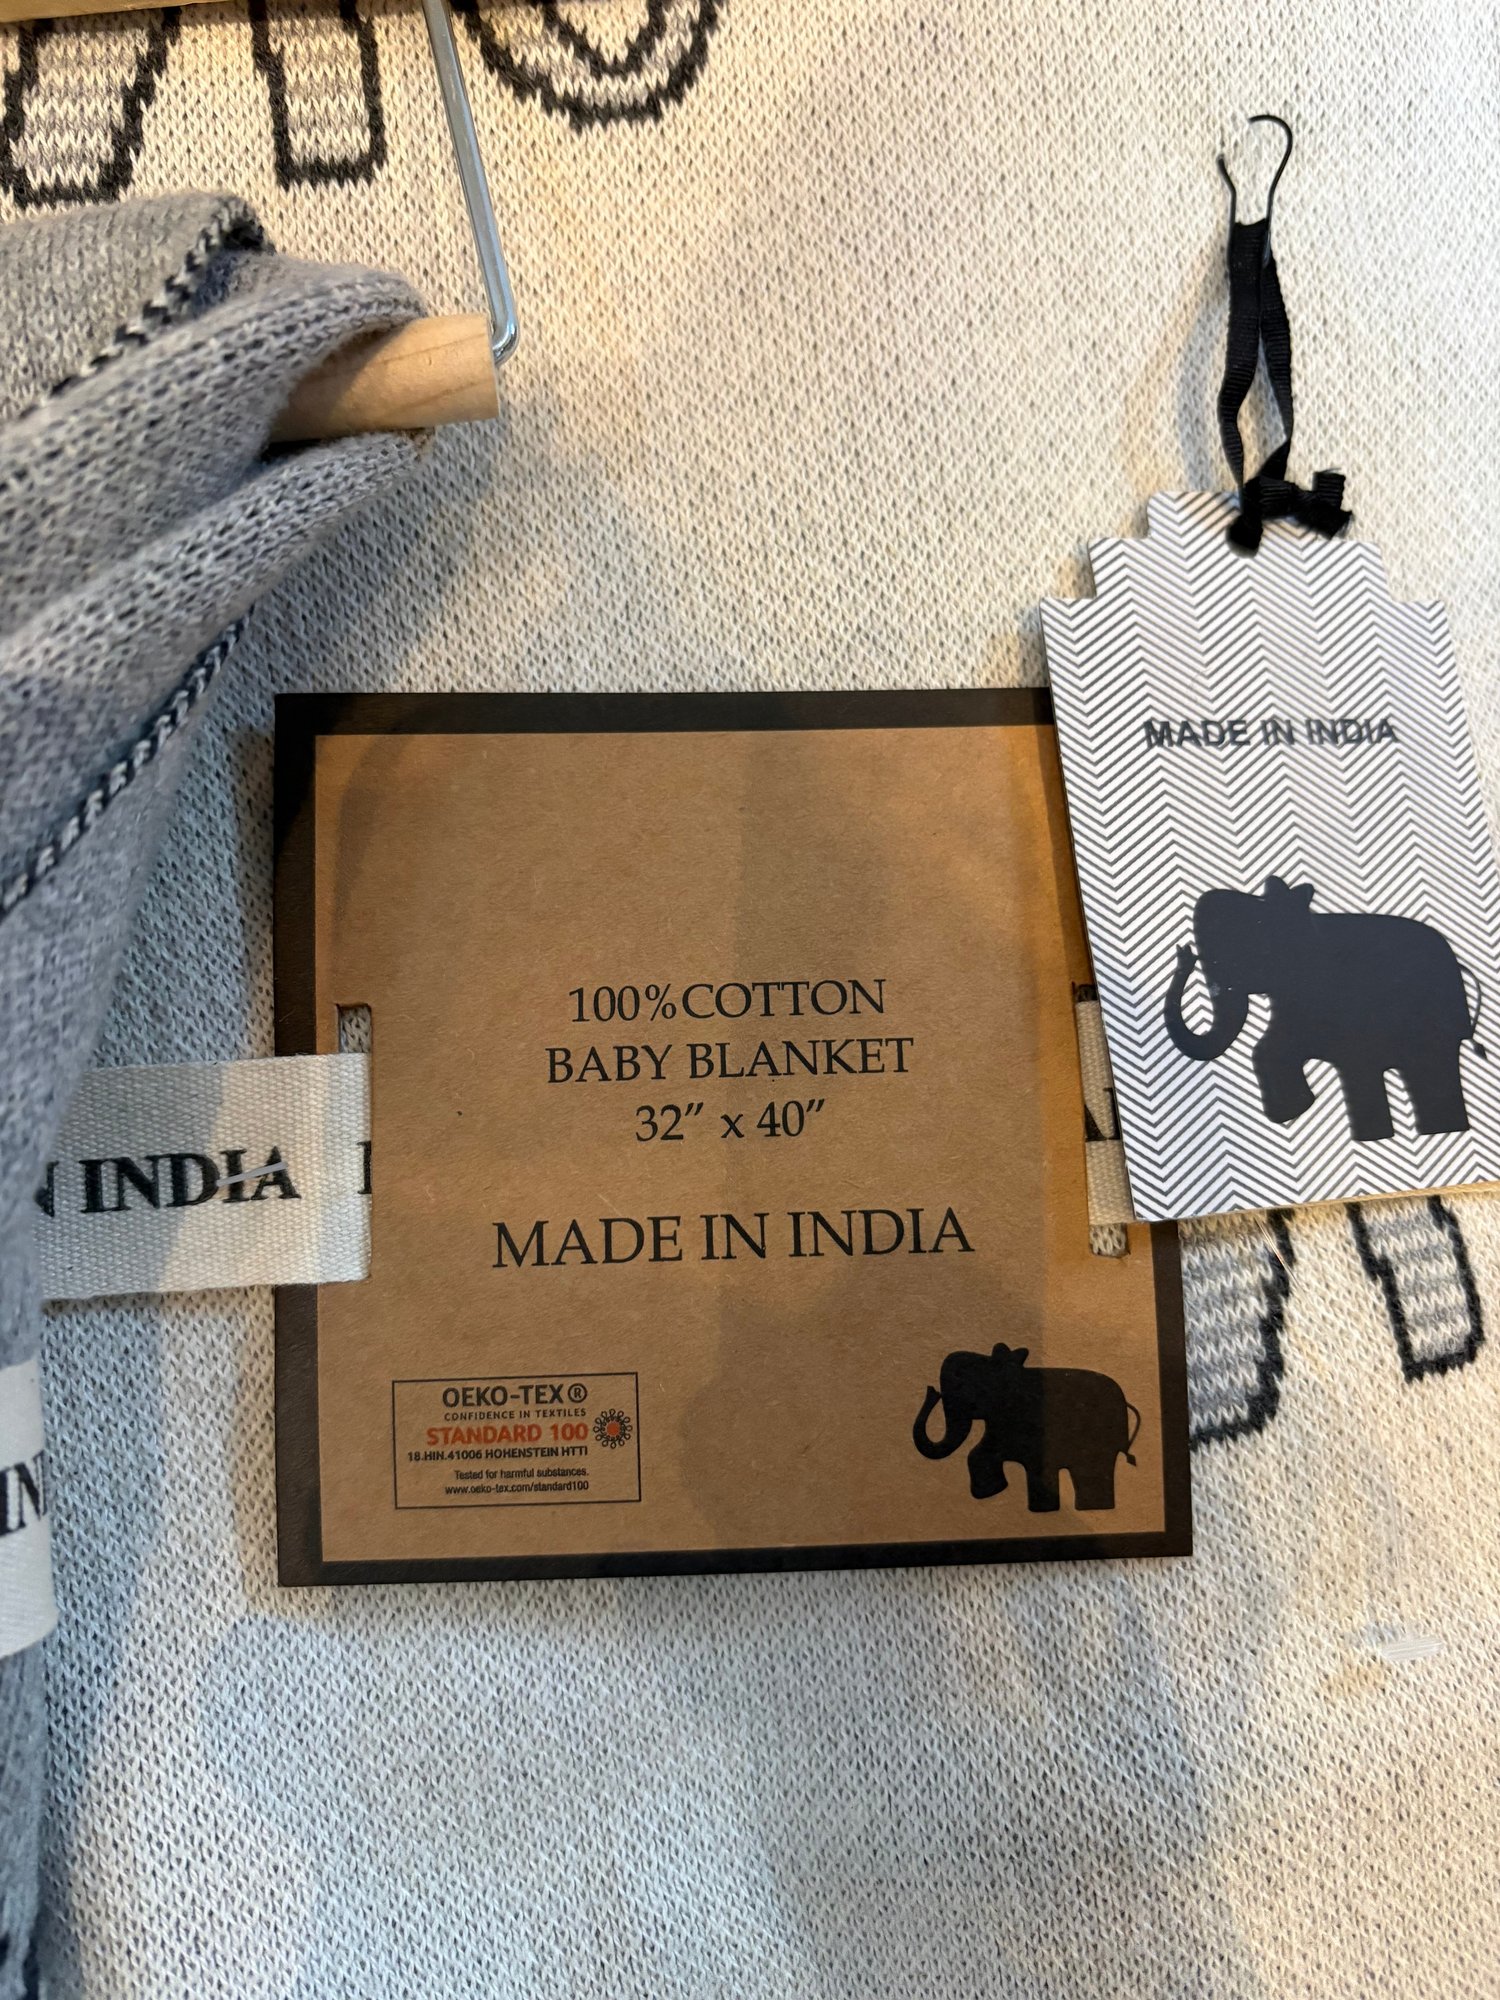 MADE IN INDIA
100% COTTON
BABY BLANKET
32" x 40"
MADE IN INDIA
N INDIA
OEKO-TEX®
CONFIDENCE IN TEXTILES
STANDARD 100
18.HIN.41006 HOHENSTEIN HTTI
Tested for harmful substances.
www.oeko-tex.com/standard100
IN